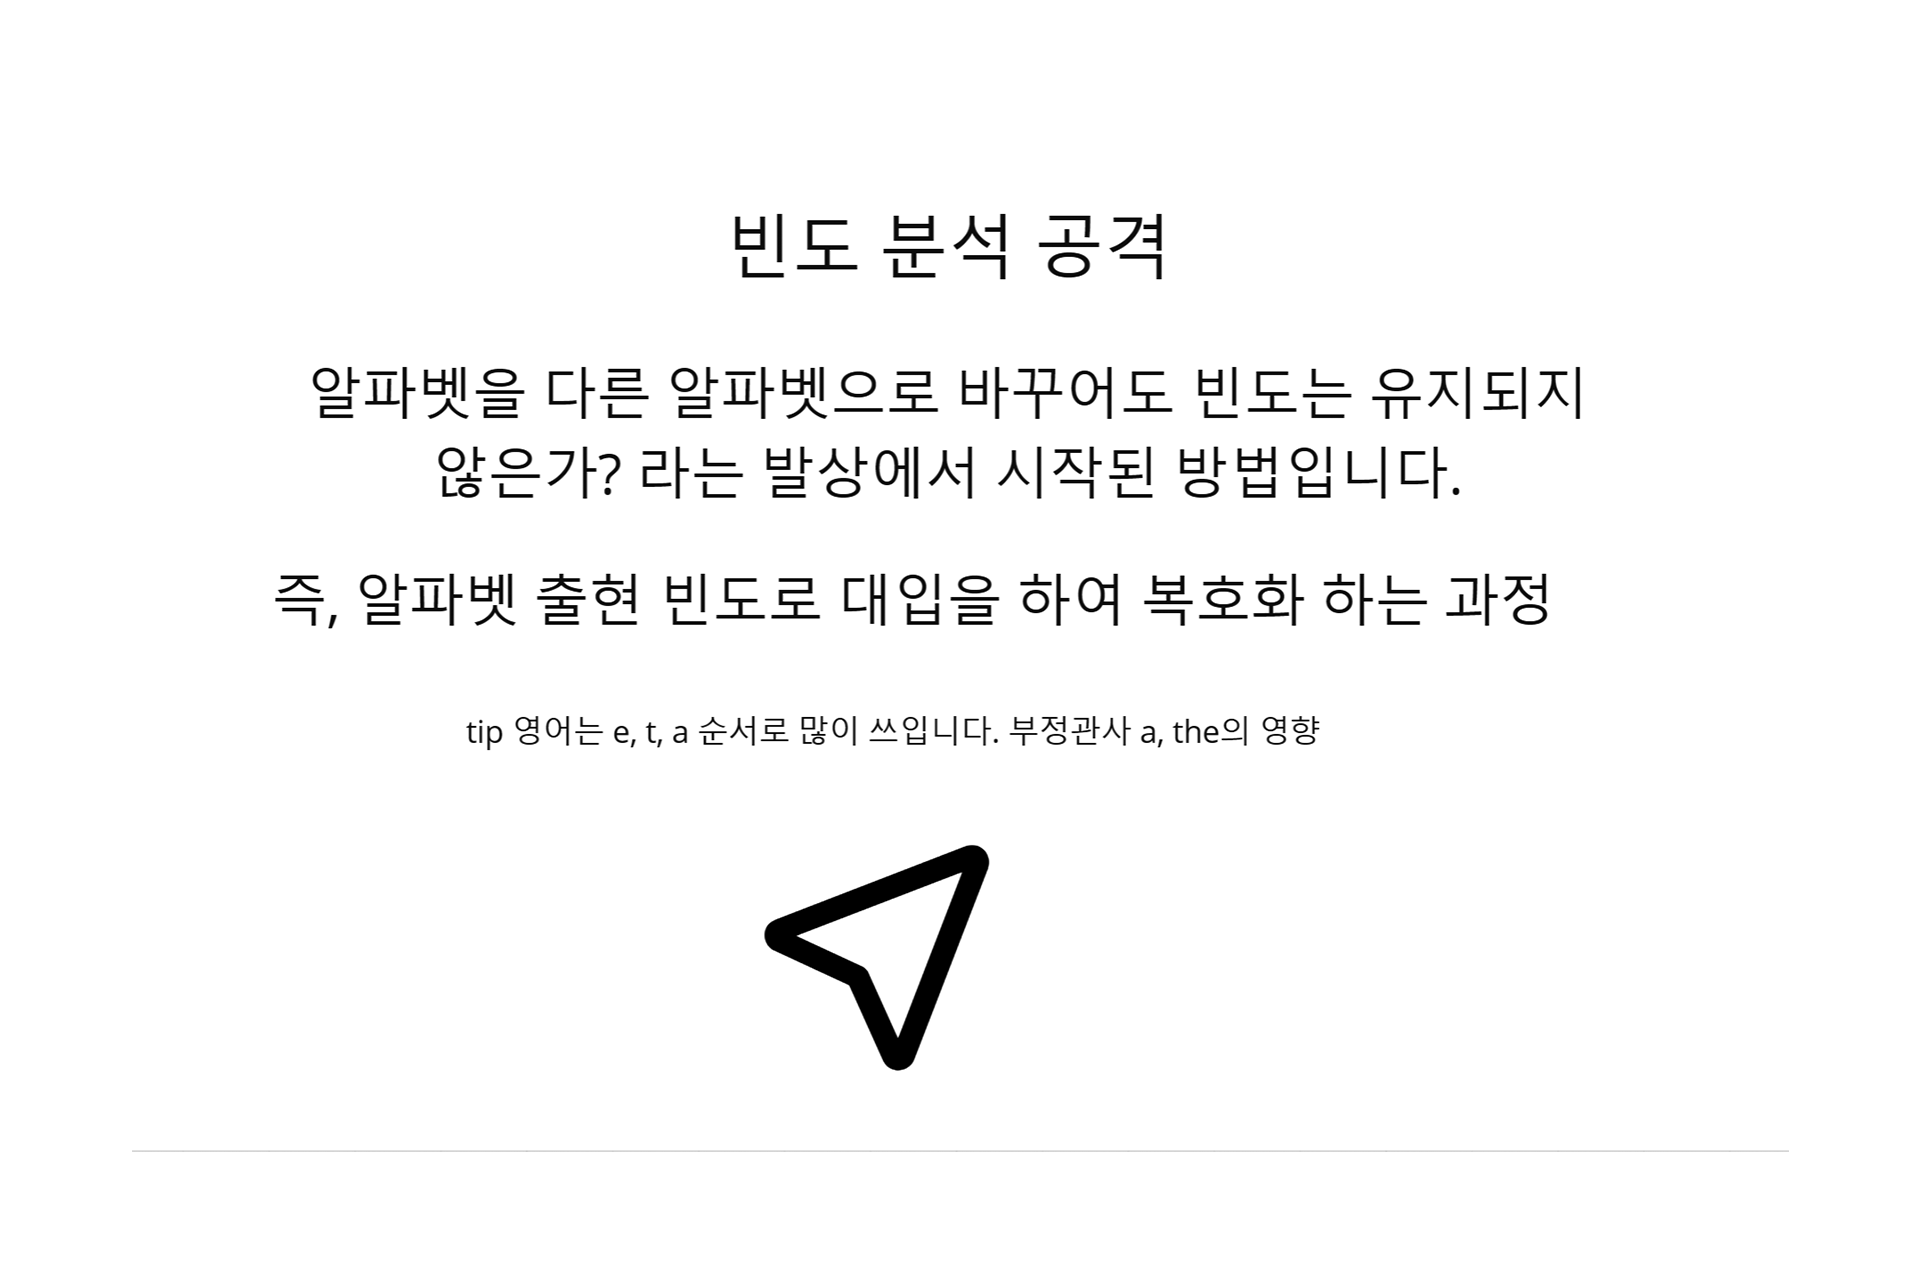 빈도 분석 공격
알파벳을 다른 알파벳으로 바꾸어도 빈도는 유지되지
않은가? 라는 발상에서 시작된 방법입니다.
즉, 알파벳 출현 빈도로 대입을 하여 복호화 하는 과정
tip 영어는 e, t, a 순서로 많이 쓰입니다. 부정관사 a, the의 영향